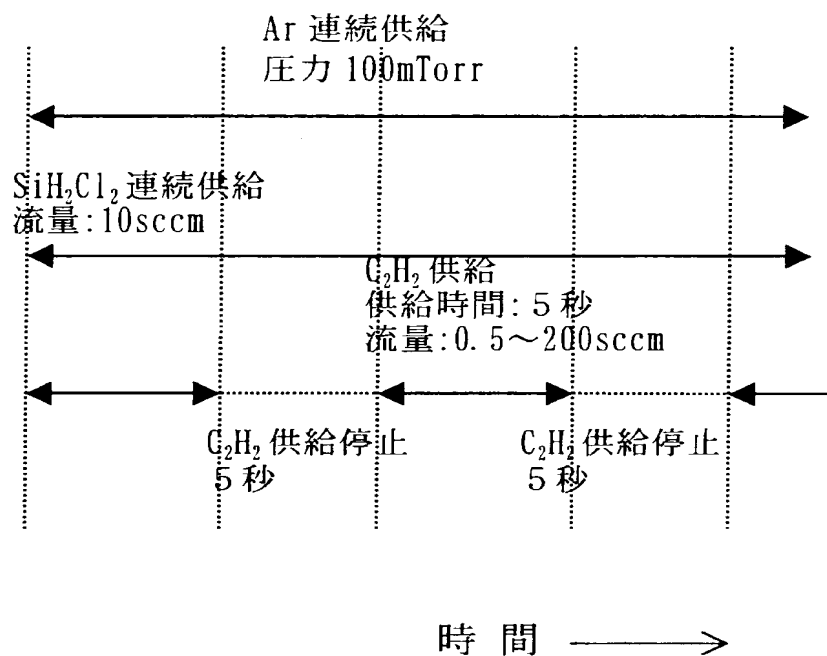 Ar 連続供給
圧力 100mTorr
SiH₂Cl₂ 連続供給
流量:10sccm
C₂H₂ 供給
供給時間:5秒
流量:0.5～200sccm
C₂H₂ 供給停止
5秒
C₂H₂ 供給停止
5秒
時 間